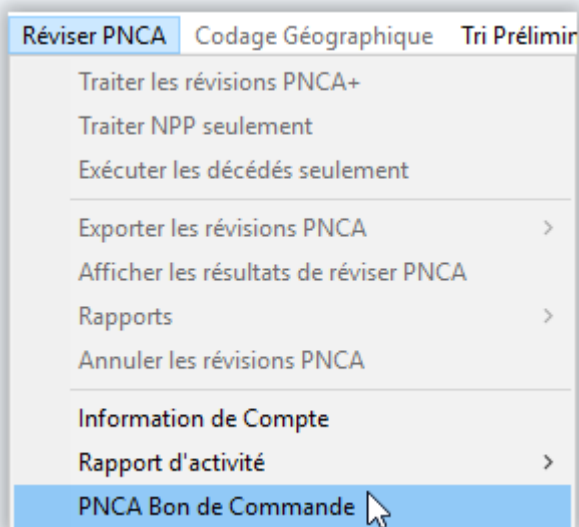 Réviser PNCA Codage Géographique Tri Prélimin
Traiter les révisions PNCA+
Traiter NPP seulement
Exécuter les décédés seulement
Exporter les révisions PNCA
Afficher les résultats de réviser PNCA
Rapports
Annuler les révisions PNCA
Information de Compte
Rapport d'activité
PNCA Bon de Commande